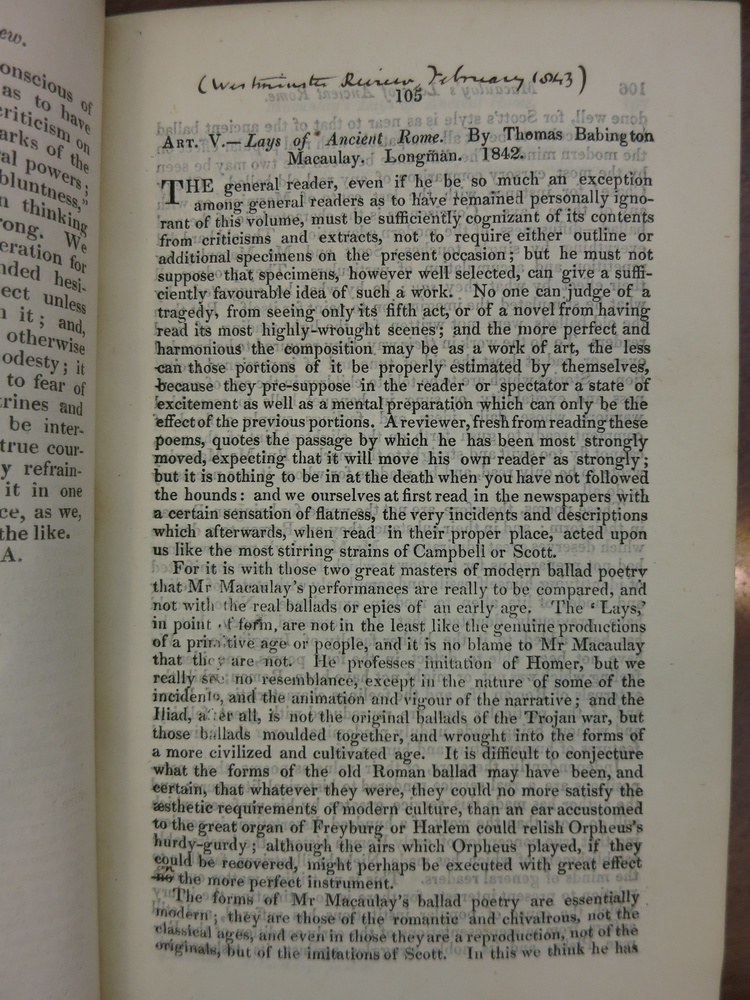 ew.
onscious of
as to have
criticism on
arks of the
al powers;
bluntness,"
n thinking
rong. We
eration for
nded hesi-
ect unless
n it; and,
otherwise
odesty; it
to fear of
trines and
be inter-
true cour-
y refrain-
it in one
ce, as we,
the like.
A.
(Westminster Review, February 1843)
105
ART. V.—Lays of Ancient Rome. By Thomas Babington
Macaulay. Longman. 1842.
THE general reader, even if he be so much an exception
among general readers as to have remained personally igno-
rant of this volume, must be sufficiently cognizant of its contents
from criticisms and extracts, not to require either outline or
additional specimens on the present occasion; but he must not
suppose that specimens, however well selected, can give a suffi-
ciently favourable idea of such a work. No one can judge of a
tragedy, from seeing only its fifth act, or of a novel from having
read its most highly-wrought scenes; and the more perfect and
harmonious the composition may be as a work of art, the less
can those portions of it be properly estimated by themselves,
because they pre-suppose in the reader or spectator a state of
excitement as well as a mental preparation which can only be the
effect of the previous portions. A reviewer, fresh from reading these
poems, quotes the passage by which he has been most strongly
moved, expecting that it will move his own reader as strongly;
but it is nothing to be in at the death when you have not followed
the hounds: and we ourselves at first read in the newspapers with
a certain sensation of flatness, the very incidents and descriptions
which afterwards, when read in their proper place, acted upon
us like the most stirring strains of Campbell or Scott.
For it is with those two great masters of modern ballad poetry
that Mr Macaulay's performances are really to be compared, and
not with the real ballads or epics of an early age. The 'Lays,'
in point of form, are not in the least like the genuine productions
of a primitive age or people, and it is no blame to Mr Macaulay
that they are not. He professes imitation of Homer, but we
really see no resemblance, except in the nature of some of the
incidents, and the animation and vigour of the narrative; and the
Iliad, after all, is not the original ballads of the Trojan war, but
those ballads moulded together, and wrought into the forms of
a more civilized and cultivated age. It is difficult to conjecture
what the forms of the old Roman ballad may have been, and
certain, that whatever they were, they could no more satisfy the
æsthetic requirements of modern culture, than an ear accustomed
to the great organ of Freyburg or Harlem could relish Orpheus's
hurdy-gurdy; although the airs which Orpheus played, if they
could be recovered, might perhaps be executed with great effect
the more perfect instrument.
The forms of Mr Macaulay's ballad poetry are essentially
modern; they are those of the romantic and chivalrous, not the
classical ages, and even in those they are a reproduction, not of the
originals, but of the imitations of Scott. In this we think he has